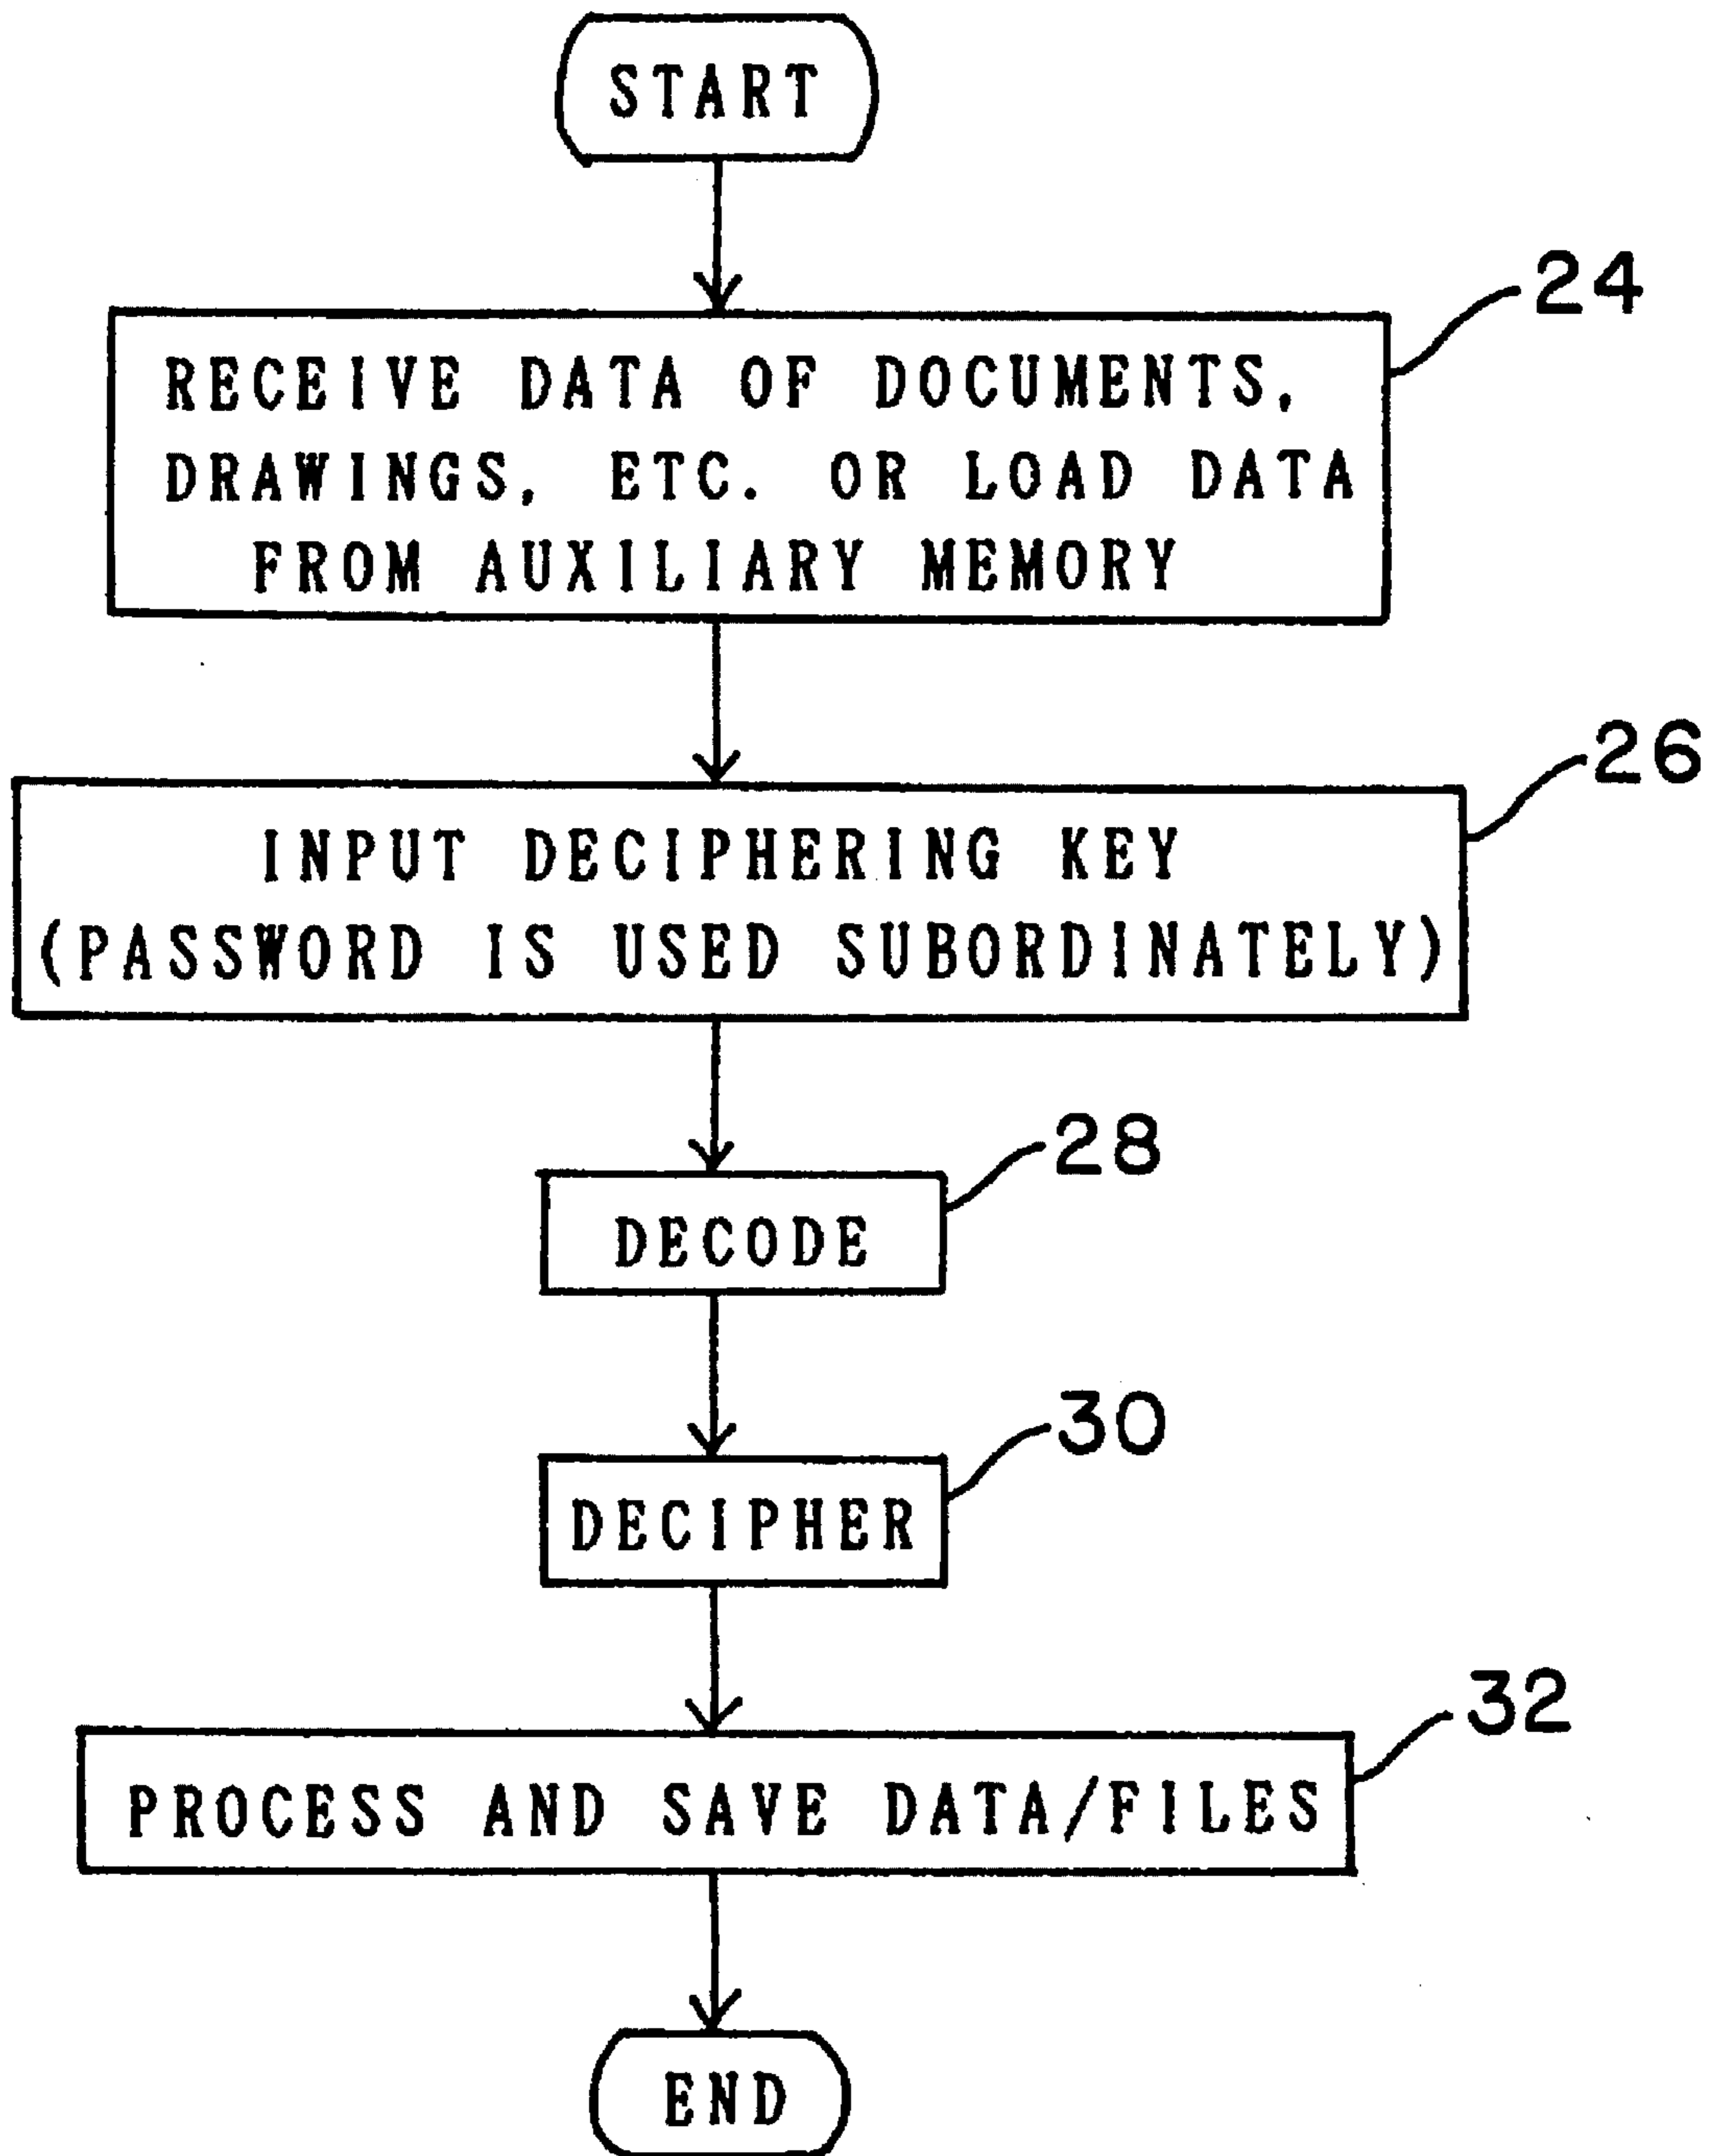 START
24
RECEIVE DATA OF DOCUMENTS,
DRAWINGS, ETC. OR LOAD DATA
FROM AUXILIARY MEMORY
26
INPUT DECIPHERING KEY
(PASSWORD IS USED SUBORDINATELY)
28
DECODE
30
DECIPHER
32
PROCESS AND SAVE DATA/FILES
END